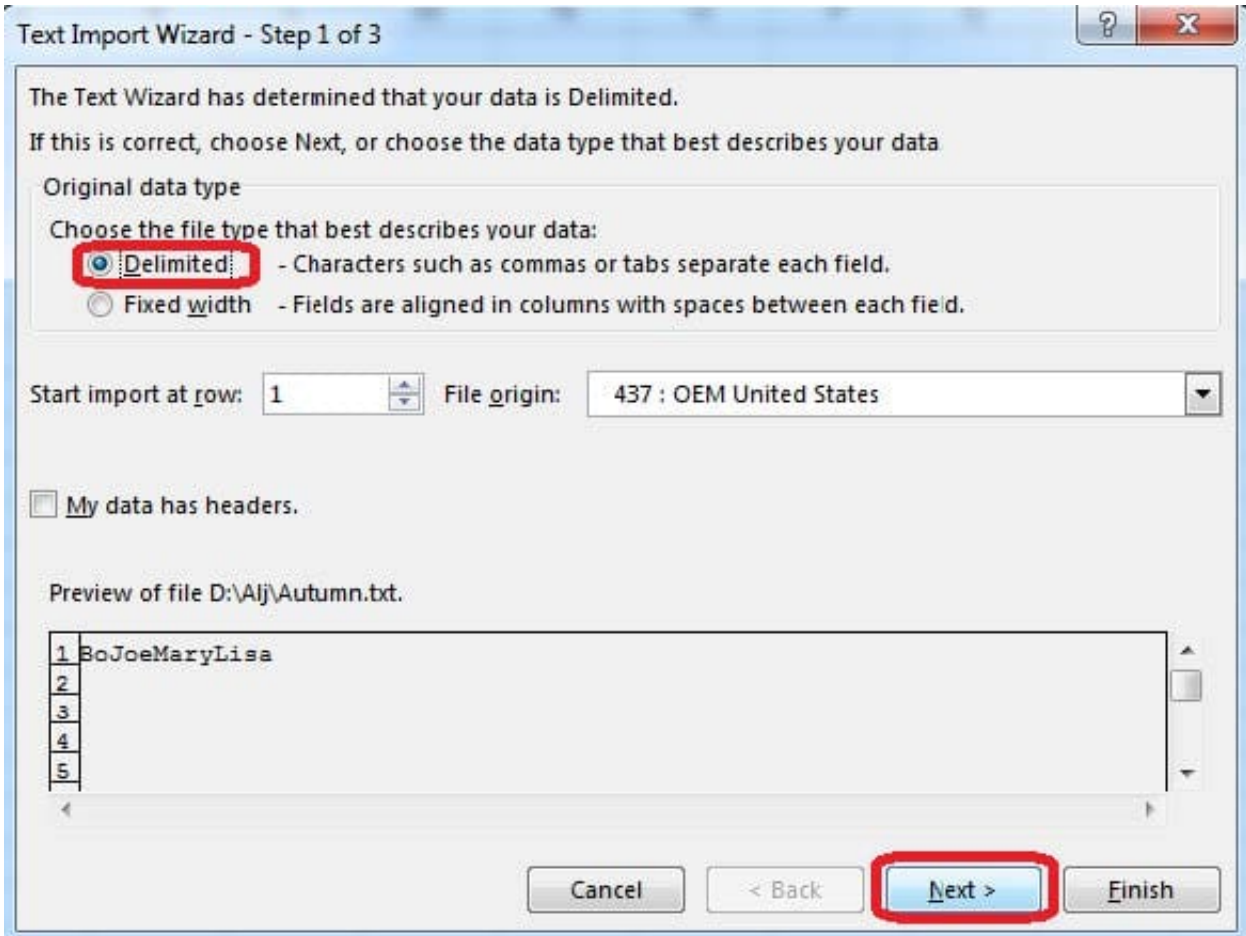 Text Import Wizard - Step 1 of 3
?
The Text Wizard has determined that your data is Delimited.
If this is correct, choose Next, or choose the data type that best describes your data
Original data type
Choose the file type that best describes your data:
Delimited - Characters such as commas or tabs separate each field.
Fixed width - Fields are aligned in columns with spaces between each field.
Start import at row: 1 File origin: 437 : OEM United States
My data has headers.
Preview of file D:\Alj\Autumn.txt.
1 BoJoeMaryLisa
2
3
4
5
Cancel < Back Next > Finish